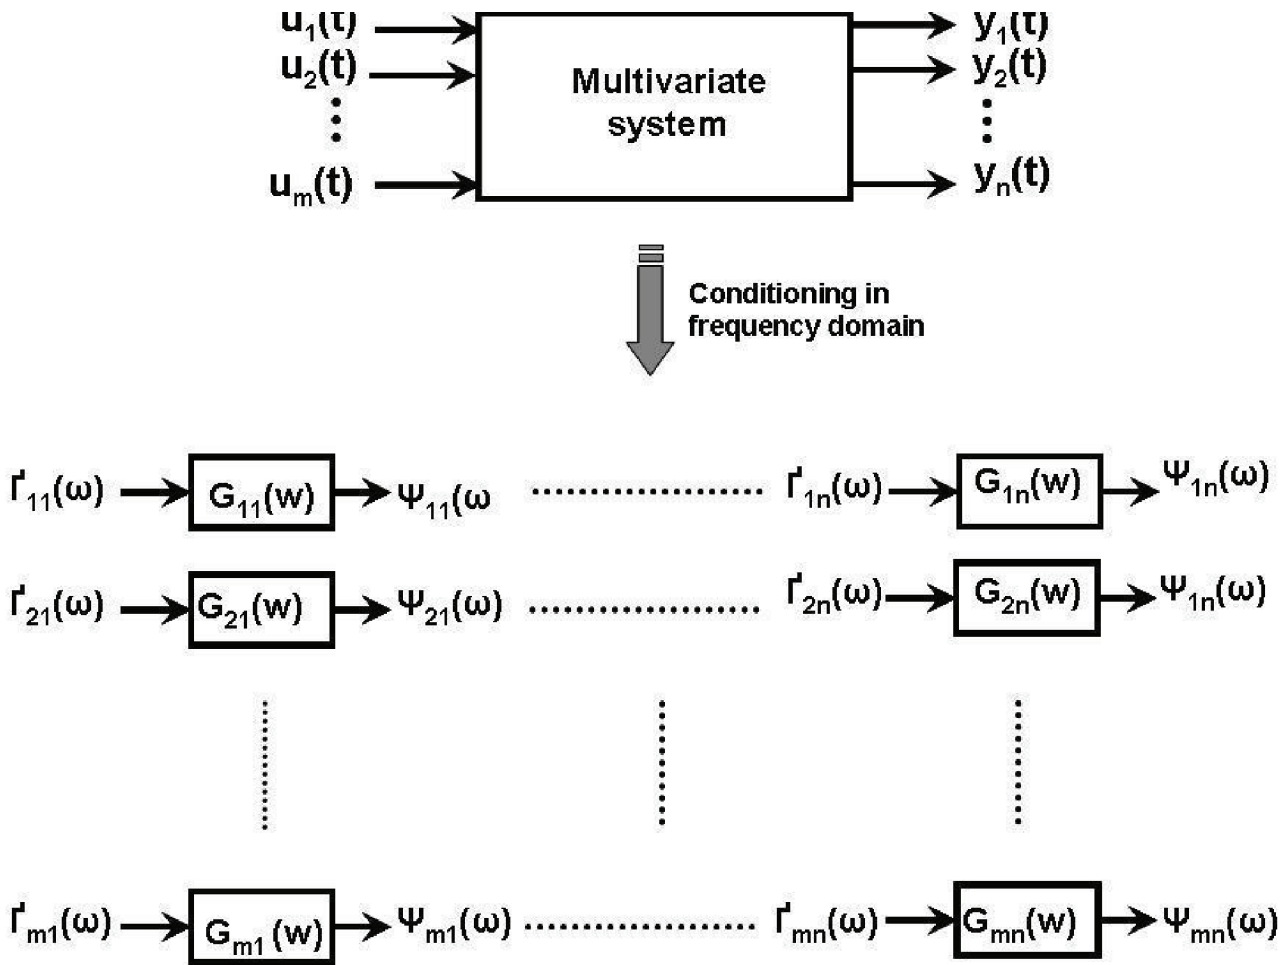 u₁(t) y₁(t)
u₂(t) Multivariate y₂(t)
system
uₘ(t) yₙ(t)
Conditioning in
frequency domain
Γ́₁₁(ω) G₁₁(w) Ψ₁₁(ω Γ́₁ₙ(ω) G₁ₙ(w) Ψ₁ₙ(ω)
Γ́₂₁(ω) G₂₁(w) Ψ₂₁(ω) Γ́₂ₙ(ω) G₂ₙ(w) Ψ₁ₙ(ω)
Γ́ₘ₁(ω) Gₘ₁(w) Ψₘ₁(ω) Γ́ₘₙ(ω) Gₘₙ(w) Ψₘₙ(ω)